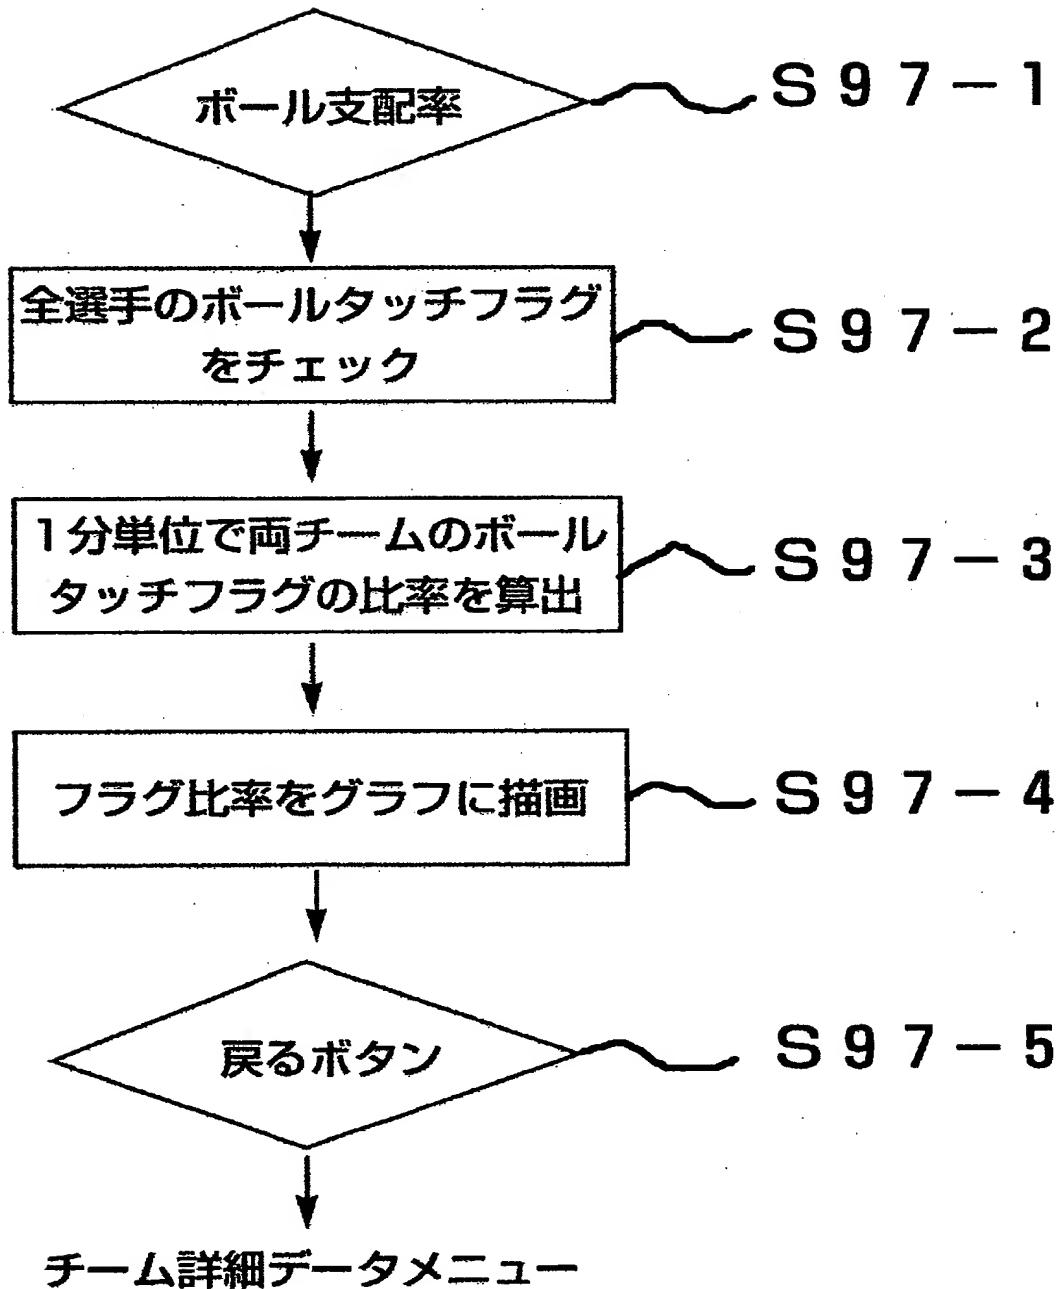 ボール支配率
S97-1
全選手のボールタッチフラグ
をチェック
S97-2
1分単位で両チームのボール
タッチフラグの比率を算出
S97-3
フラグ比率をグラフに描画
S97-4
戻るボタン
S97-5
チーム詳細データメニュー